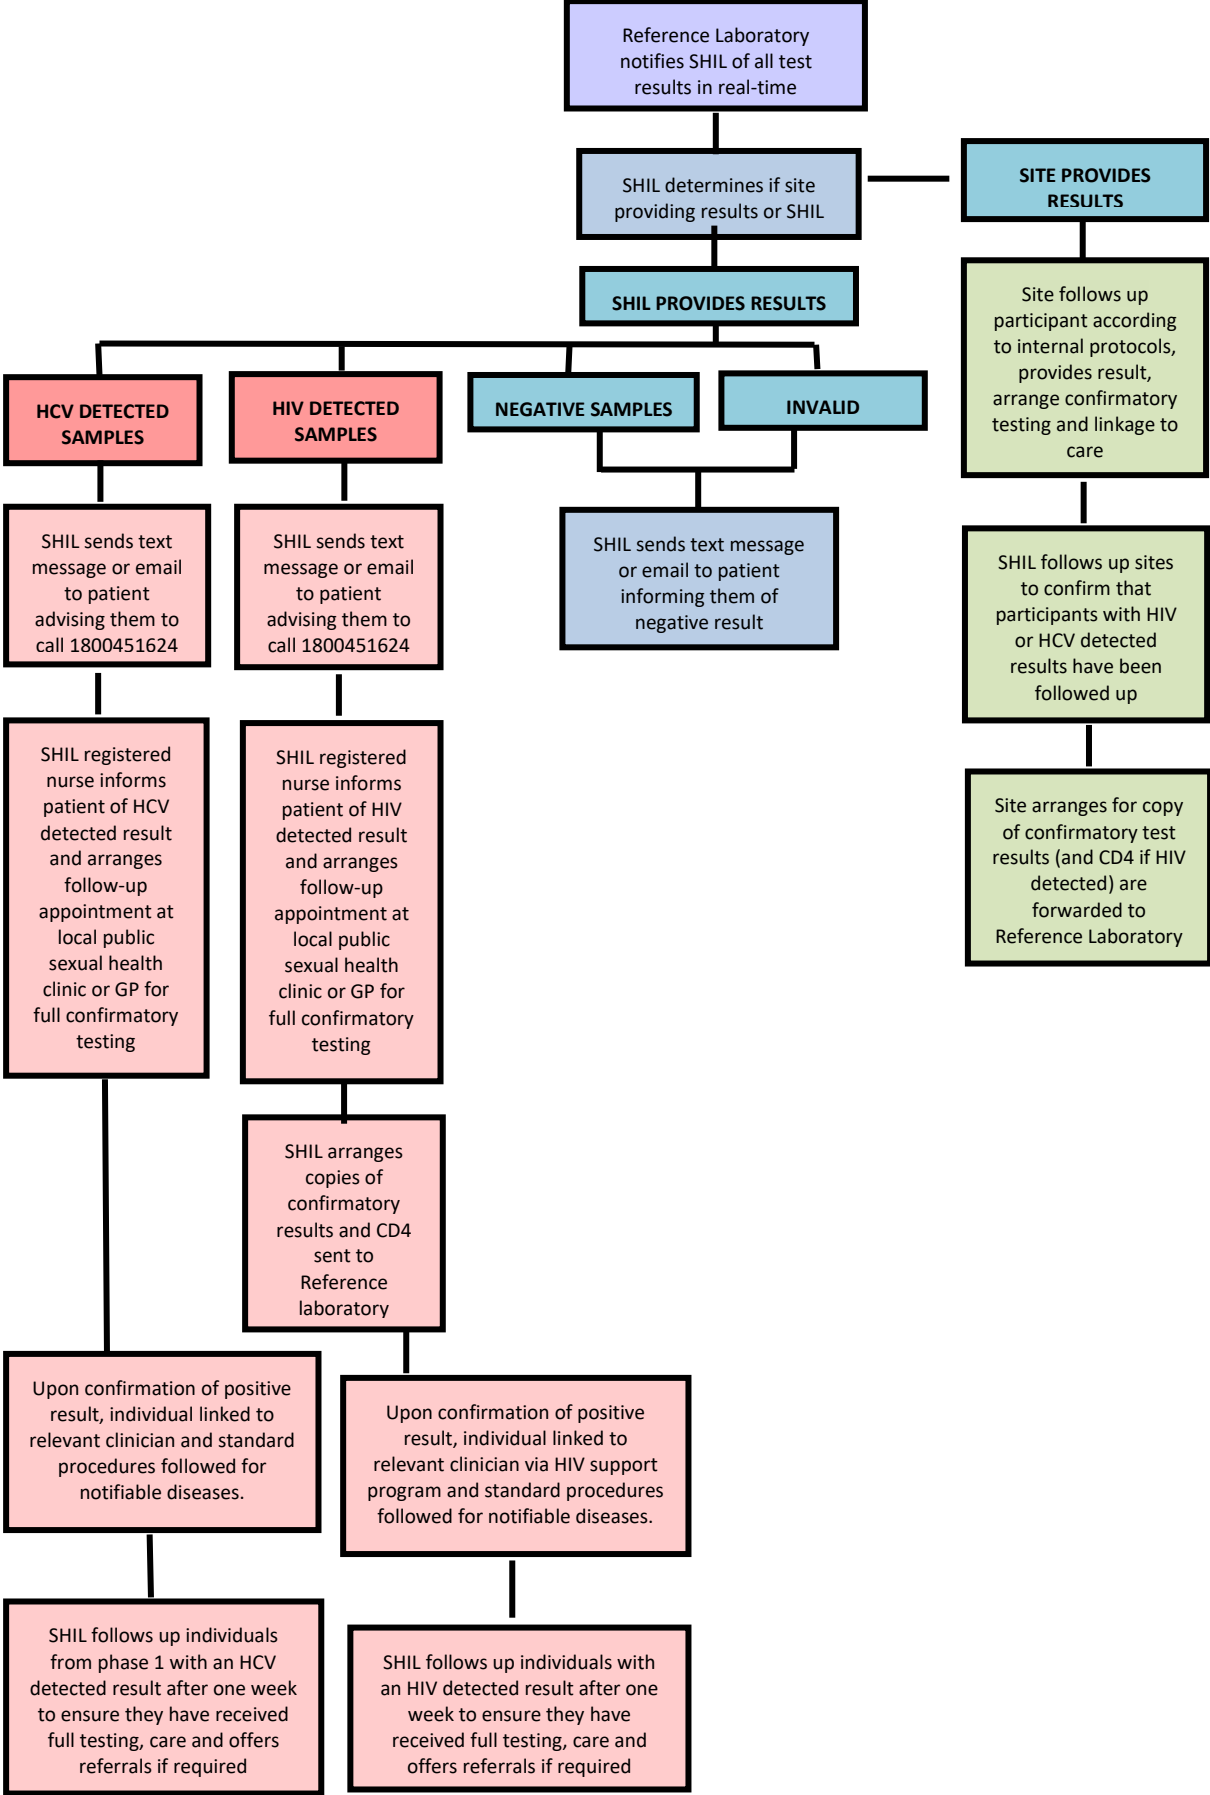 Reference Laboratory
notifies SHIL of all test
results in real-time
SHIL determines if site
providing results or SHIL
SITE PROVIDES
RESULTS
SHIL PROVIDES RESULTS
Site follows up
participant according
to internal protocols,
provides result,
arrange confirmatory
testing and linkage to
care
HCV DETECTED
SAMPLES
HIV DETECTED
SAMPLES
NEGATIVE SAMPLES
INVALID
SHIL sends text
message or email
to patient
advising them to
call 1800451624
SHIL sends text
message or email
to patient
advising them to
call 1800451624
SHIL sends text message
or email to patient
informing them of
negative result
SHIL follows up sites
to confirm that
participants with HIV
or HCV detected
results have been
followed up
SHIL registered
nurse informs
patient of HCV
detected result
and arranges
follow-up
appointment at
local public
sexual health
clinic or GP for
full confirmatory
testing
SHIL registered
nurse informs
patient of HIV
detected result
and arranges
follow-up
appointment at
local public
sexual health
clinic or GP for
full confirmatory
testing
Site arranges for copy
of confirmatory test
results (and CD4 if HIV
detected) are
forwarded to
Reference Laboratory
SHIL arranges
copies of
confirmatory
results and CD4
sent to
Reference
laboratory
Upon confirmation of positive
result, individual linked to
relevant clinician and standard
procedures followed for
notifiable diseases.
Upon confirmation of positive
result, individual linked to
relevant clinician via HIV support
program and standard procedures
followed for notifiable diseases.
SHIL follows up individuals
from phase 1 with an HCV
detected result after one week
to ensure they have received
full testing, care and offers
referrals if required
SHIL follows up individuals with
an HIV detected result after one
week to ensure they have
received full testing, care and
offers referrals if required